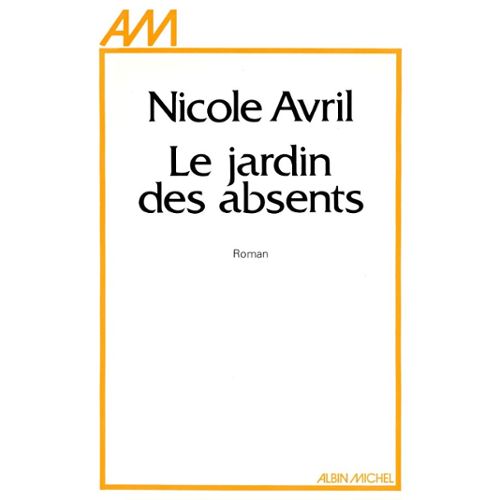 AM
Nicole Avril
Le jardin
des absents
Roman
ALBIN MICHEL